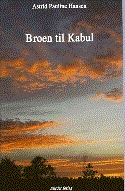 Astrid Pauline Hansen
Broen til Kabul